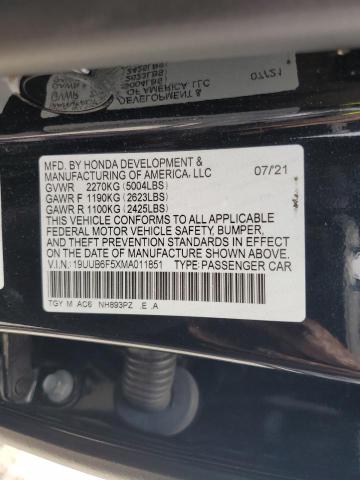 MFD. BY HONDA DEVELOPMENT & 07/21
MANUFACTURING OF AMERICA, LLC
GVWR 2270KG (5004LBS)
GAWR F 1190KG (2623LBS)
GAWR R 1100KG (2425LBS)
THIS VEHICLE CONFORMS TO ALL APPLICABLE
FEDERAL MOTOR VEHICLE SAFETY, BUMPER,
AND THEFT PREVENTION STANDARDS IN
EFFECT ON THE DATE OF MANUFACTURE SHOWN
ABOVE.
V.I.N.: 19UUB6F5XMA011851 TYPE: PASSENGER CAR
TGY M AC6 NH893PZ .E .A